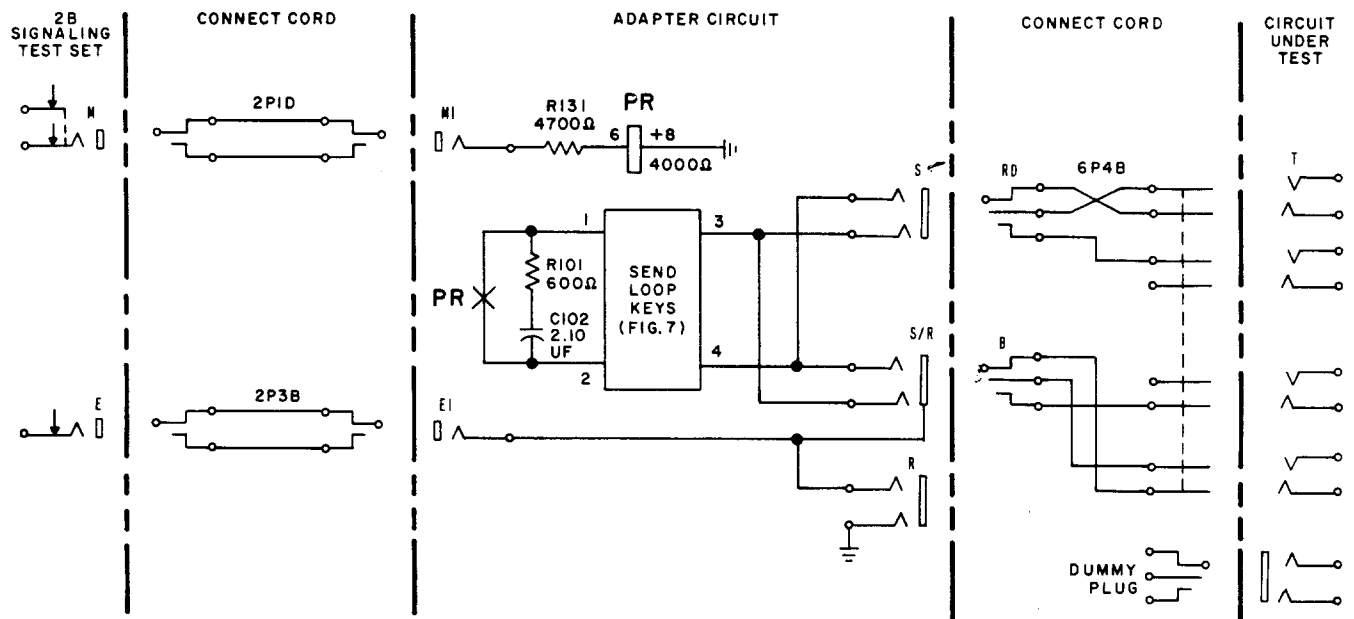 2B
SIGNALING
TEST SET
CONNECT CORD
ADAPTER CIRCUIT
CONNECT CORD
CIRCUIT
UNDER
TEST
M
2P1D
M1
R131
4700Ω
PR
6
+8
4000Ω
S
RD
6P4B
T
1
3
R101
600Ω
PR
C102
2.10
UF
SEND
LOOP
KEYS
(FIG. 7)
2
4
S/R
B
E
2P3B
E1
R
DUMMY
PLUG